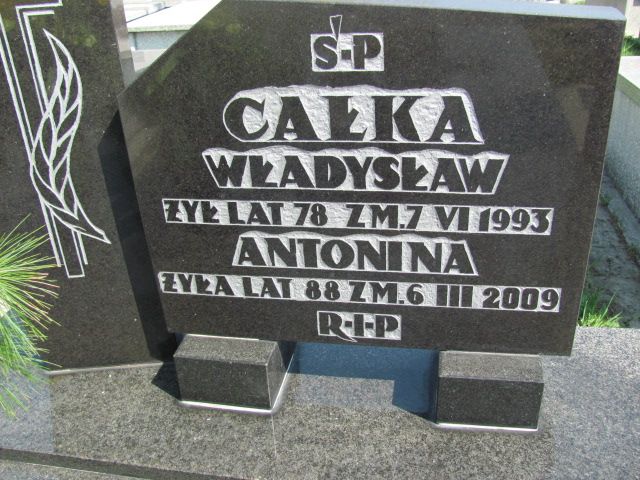 Ś-P
CAŁKA
WŁADYSŁAW
ŻYŁ LAT 78 ZM.7 VI 1993
ANTONINA
ŻYŁA LAT 88 ZM.6 III 2009
R-I-P